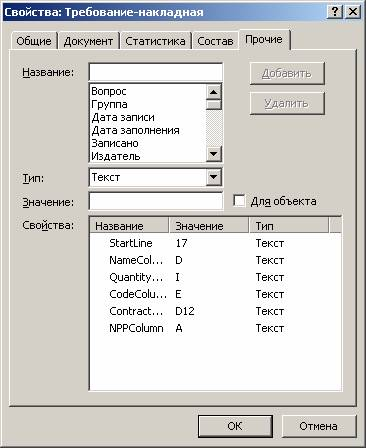 Свойства: Требование-накладная
Общие Документ Статистика Состав Прочие
Название:
Добавить
Вопрос
Группа
Дата записи
Дата заполнения
Записано
Издатель
Удалить
Тип: Текст
Значение: Для объекта
Свойства: Название Значение Тип
StartLine 17 Текст
NameCol... D Текст
Quantity... I Текст
CodeColu... E Текст
Contract... D12 Текст
NPPColumn A Текст
OK Отмена